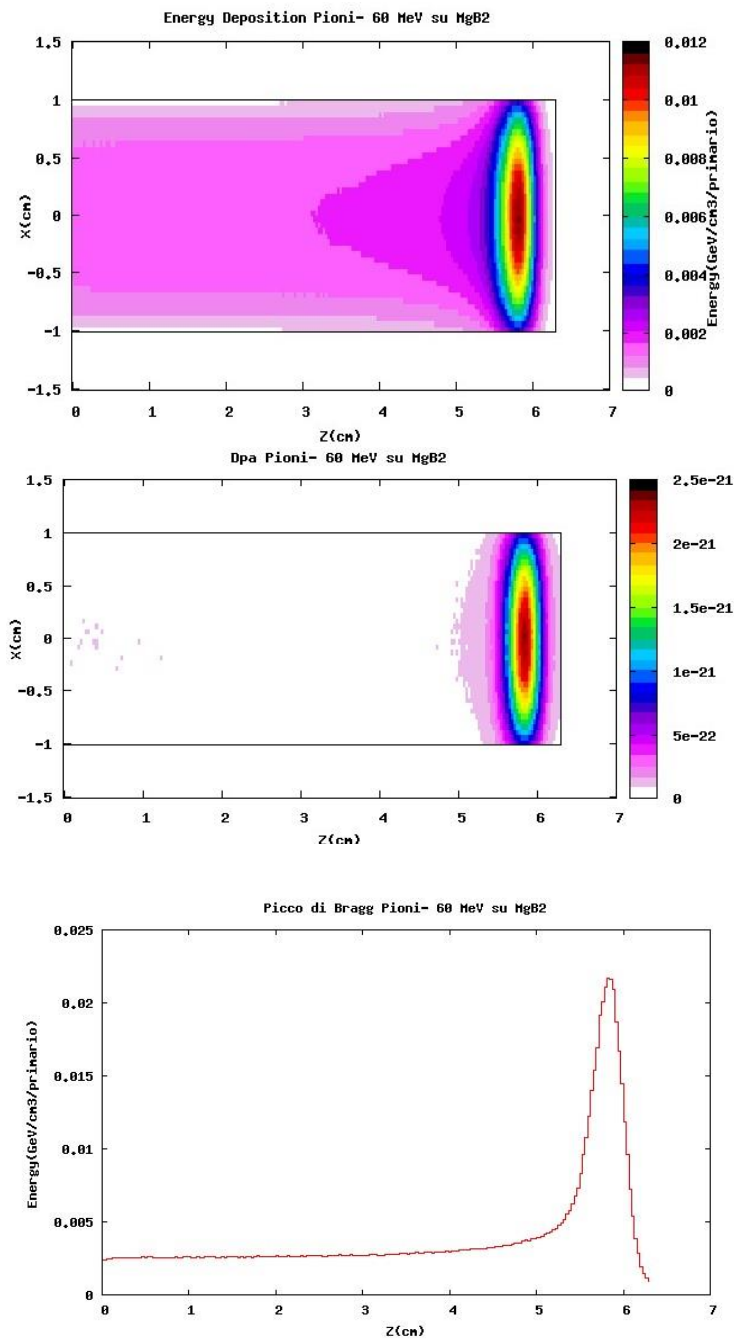 Energy Deposition Pioni- 60 MeV su MgB2
1.5
1
0.5
0
-0.5
-1
-1.5
X(cm)
0 1 2 3 4 5 6 7
Z(cm)
0.012
0.01
0.008
0.006
0.004
0.002
0
Energy(GeV/cm3/primario)
Dpa Pioni- 60 MeV su MgB2
1.5
1
0.5
0
-0.5
-1
-1.5
X(cm)
0 1 2 3 4 5 6 7
Z(cm)
2.5e-21
2e-21
1.5e-21
1e-21
5e-22
0
Picco di Bragg Pioni- 60 MeV su MgB2
0.025
0.02
0.015
0.01
0.005
0
Energy(GeV/cm3/primario)
0 1 2 3 4 5 6 7
Z(cm)